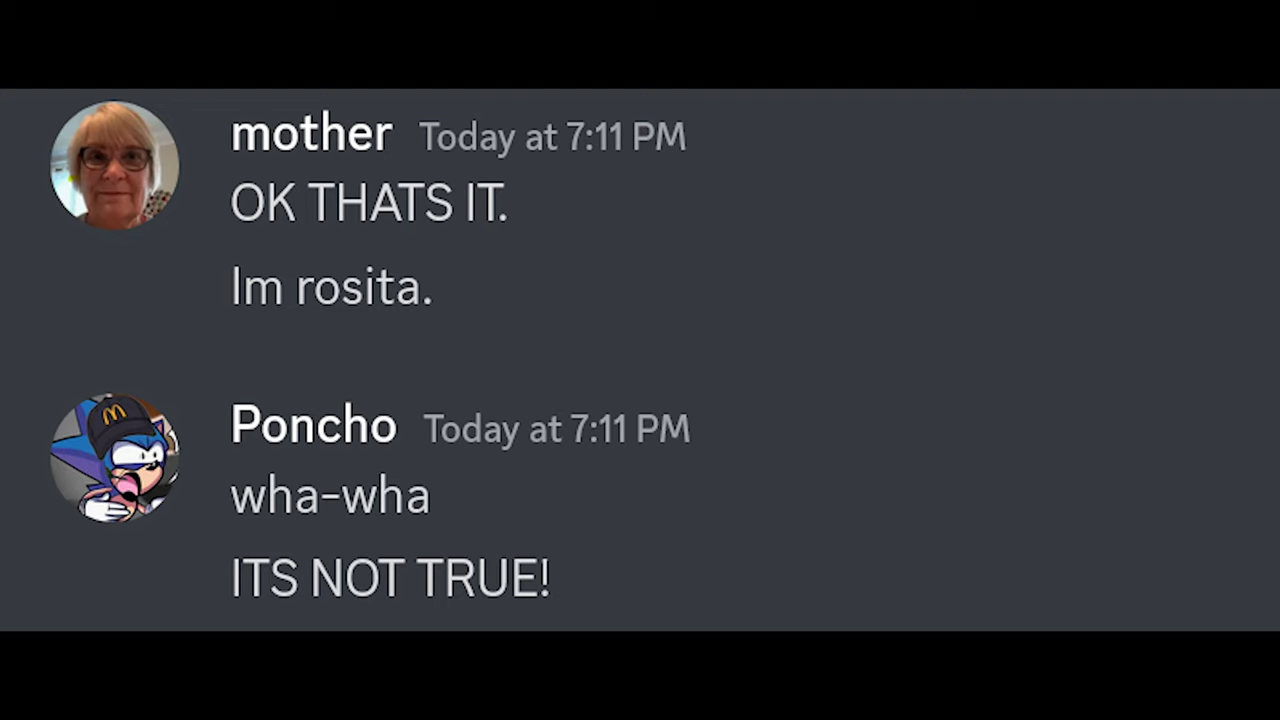 mother Today at 7:11 PM
OK THATS IT.
Im rosita.
Poncho Today at 7:11 PM
wha-wha
ITS NOT TRUE!